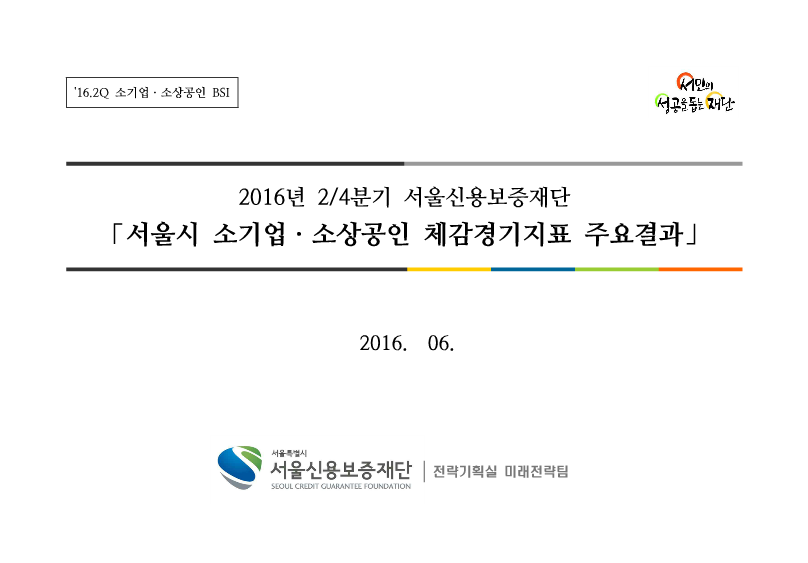 '16.2Q 소기업·소상공인 BSI
서민의
성공을 돕는 재단
2016년 2/4분기 서울신용보증재단
「서울시 소기업·소상공인 체감경기지표 주요결과」
2016. 06.
서울특별시
서울신용보증재단
SEOUL CREDIT GUARANTEE FOUNDATION
전략기획실 미래전략팀